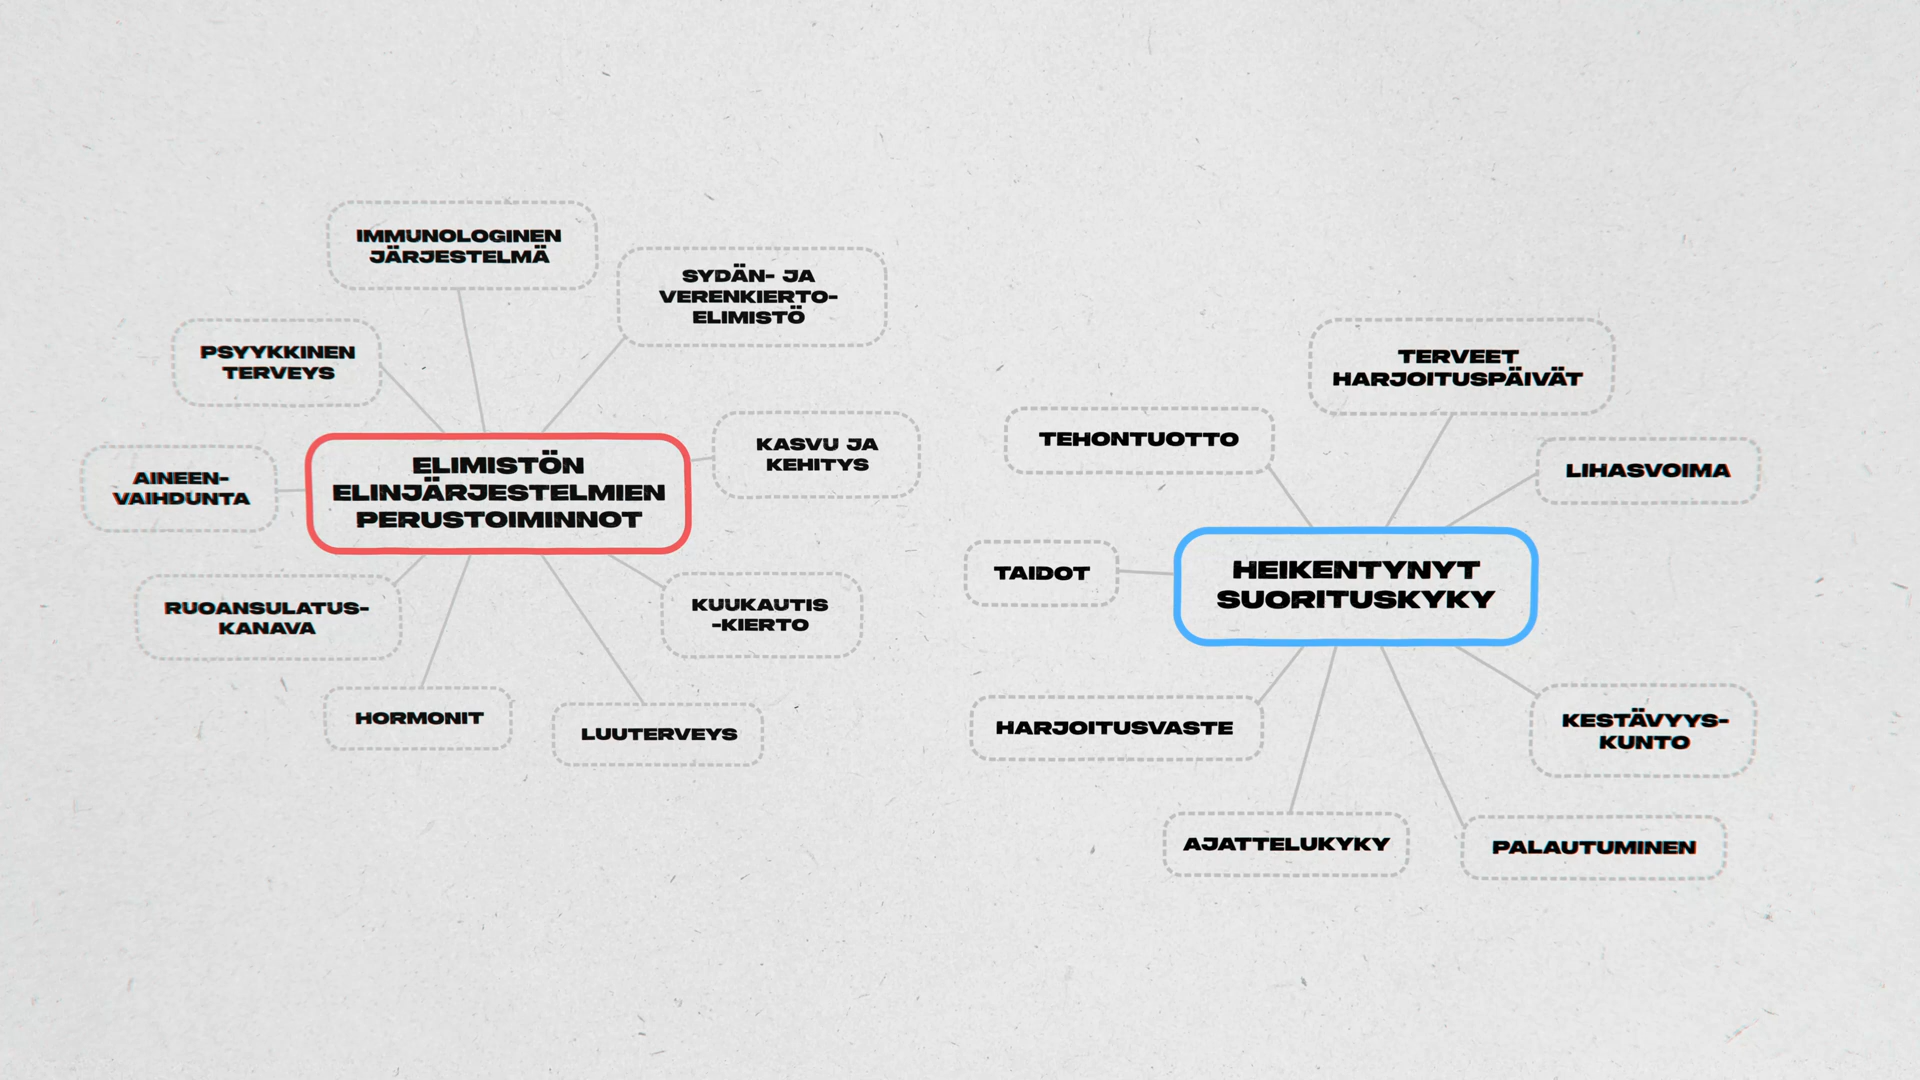 IMMUNOLOGINEN
JÄRJESTELMÄ
SYDÄN- JA
VERENKIERTO-
ELIMISTÖ
PSYYKKINEN
TERVEYS
KASVU JA
KEHITYS
AINEEN-
VAIHDUNTA
ELIMISTÖN
ELINJÄRJESTELMIEN
PERUSTOIMINNOT
RUOANSULATUS-
KANAVA
KUUKAUTIS
-KIERTO
HORMONIT
LUUTERVEYS
TERVEET
HARJOITUSPÄIVÄT
TEHONTUOTTO
LIHASVOIMA
TAIDOT
HEIKENTYNYT
SUORITUSKYKY
HARJOITUSVASTE
KESTÄVYYS-
KUNTO
AJATTELUKYKY
PALAUTUMINEN